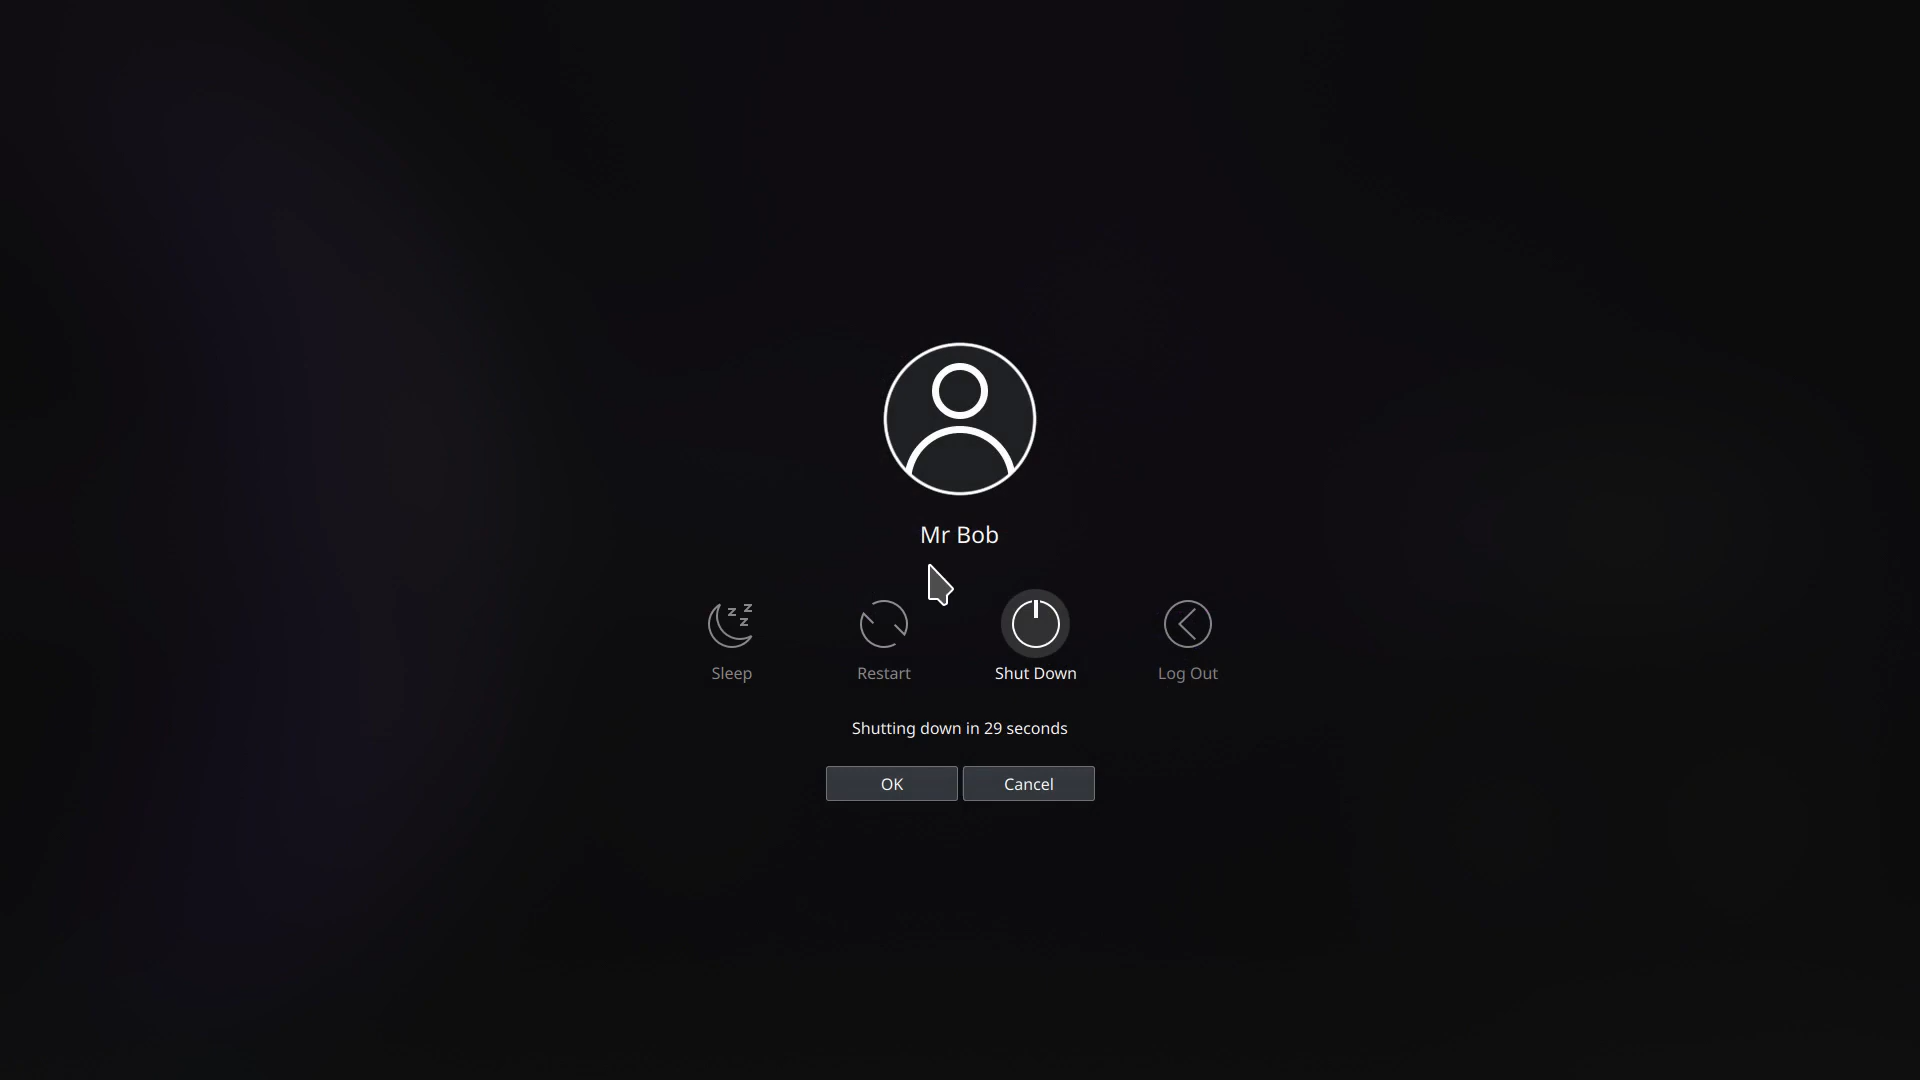 Mr Bob
Sleep
Restart
Shut Down
Log Out
Shutting down in 29 seconds
OK
Cancel